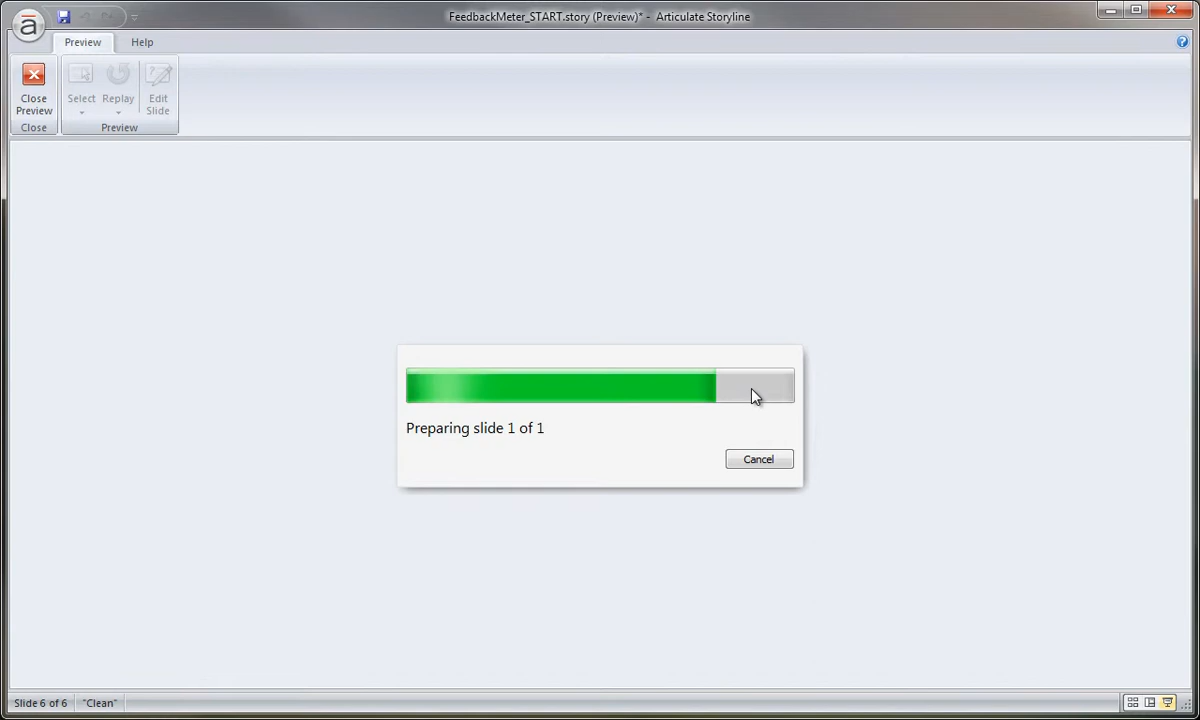 FeedbackMeter_START.story (Preview)* - Articulate Storyline
Preview Help
Close Preview
Select
Replay
Edit Slide
Close
Preview
Preparing slide 1 of 1
Cancel
Slide 6 of 6 "Clean"